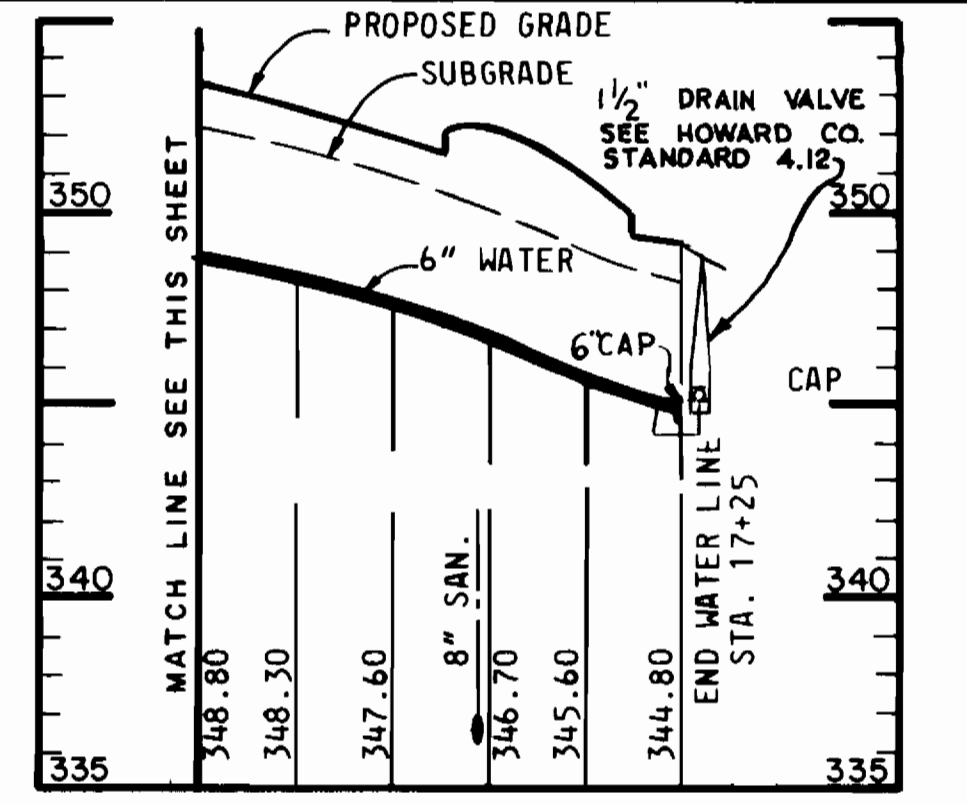 PROPOSED GRADE
SUBGRADE
1½" DRAIN VALVE
SEE HOWARD CO.
STANDARD 4.12
350
350
MATCH LINE SEE THIS SHEET
6" WATER
6" CAP
CAP
END WATER LINE
STA. 17+25
340
340
8" SAN.
348.80
348.30
347.60
346.70
345.60
344.80
335
335